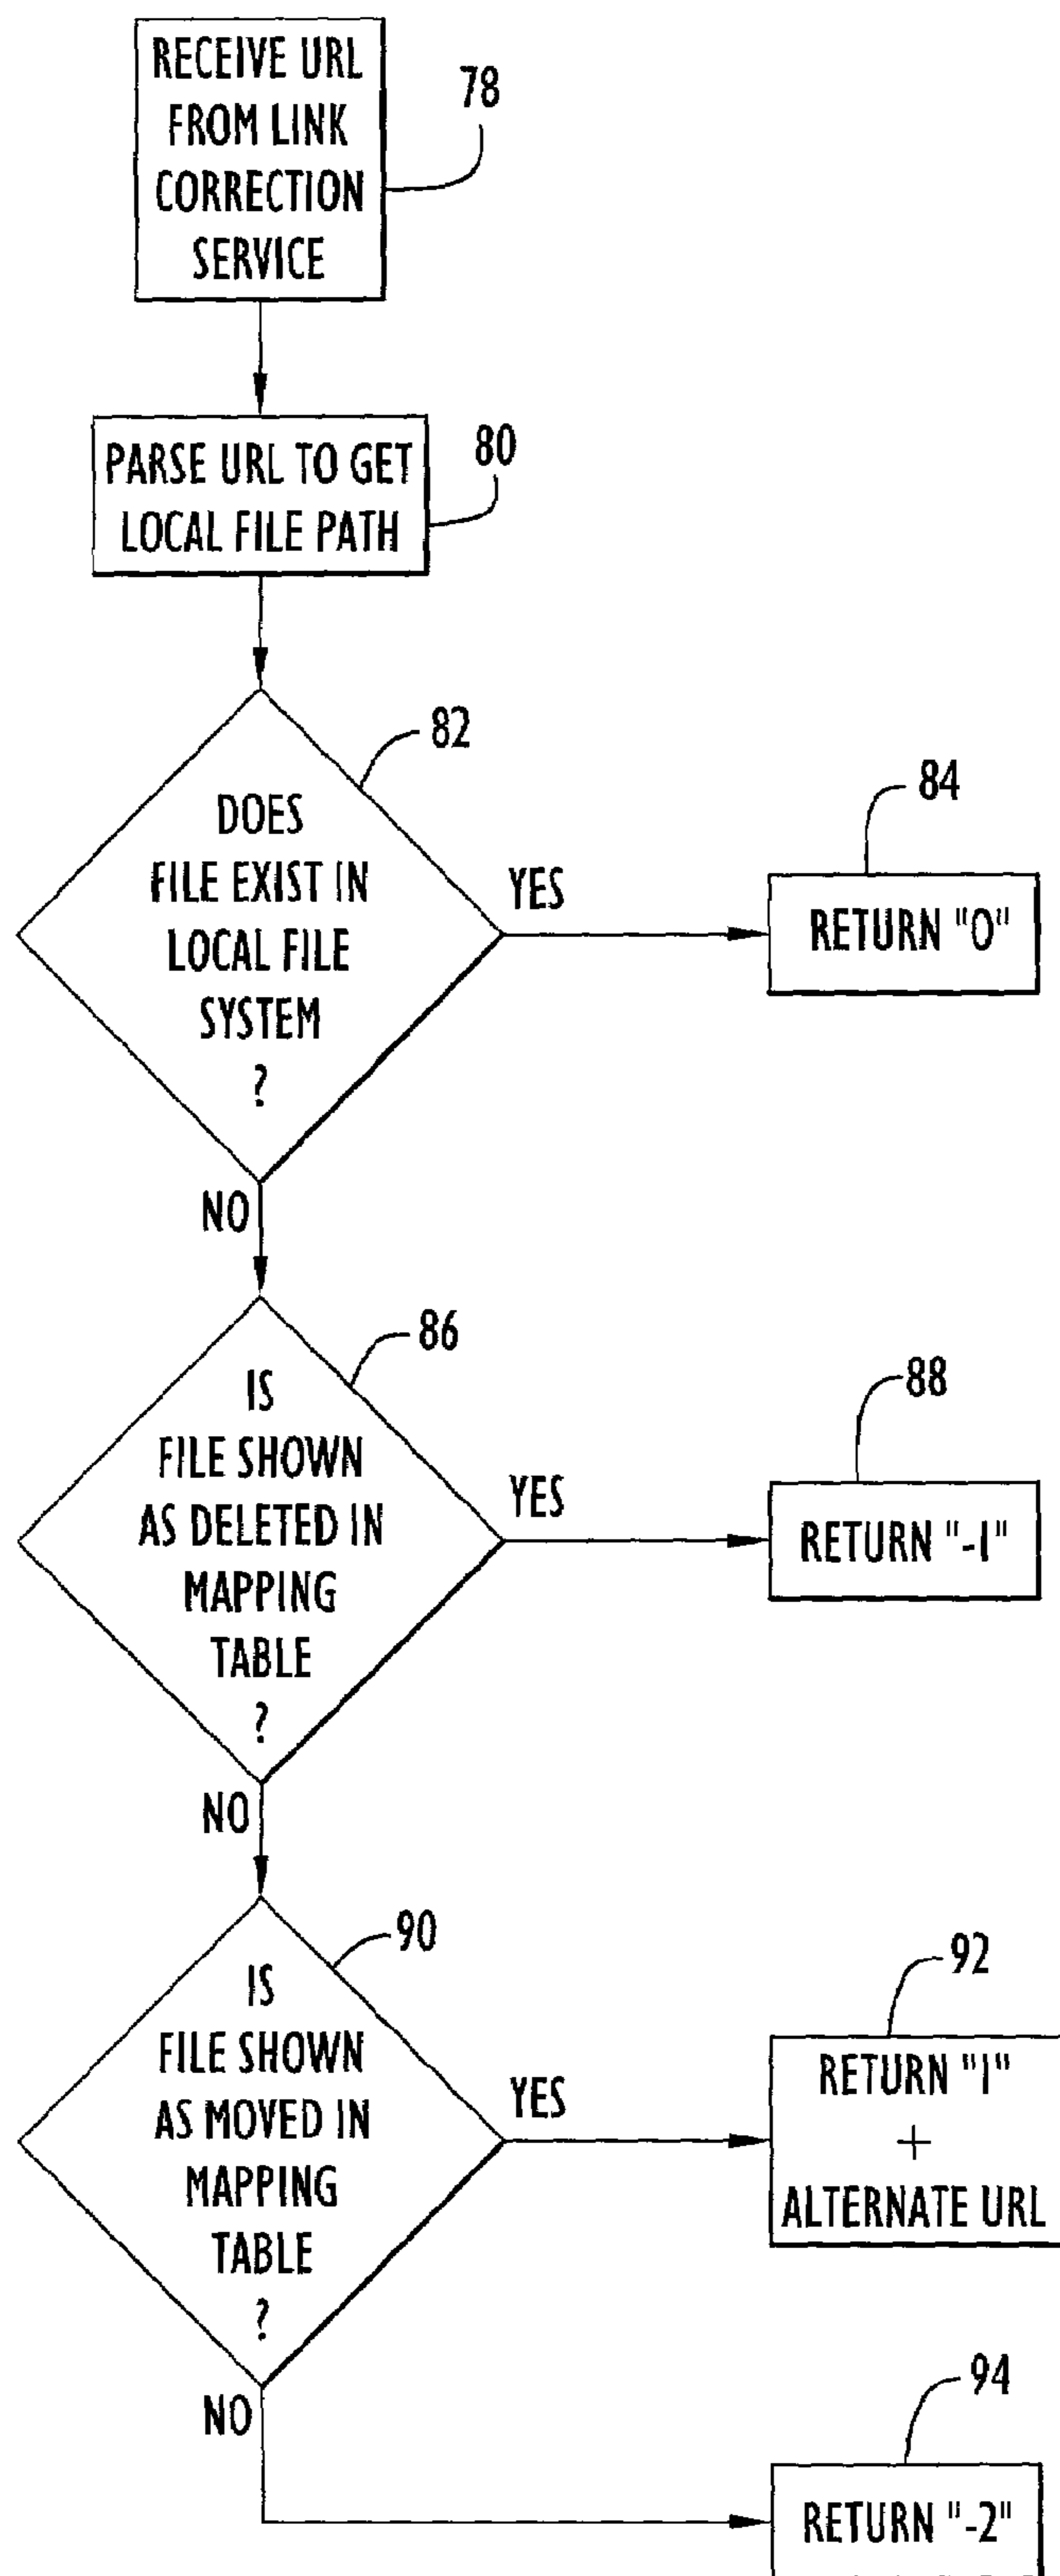 RECEIVE URL
FROM LINK
CORRECTION
SERVICE
78
PARSE URL TO GET
LOCAL FILE PATH
80
82
DOES
FILE EXIST IN
LOCAL FILE
SYSTEM
?
YES
84
RETURN "0"
NO
86
IS
FILE SHOWN
AS DELETED IN
MAPPING
TABLE
?
YES
88
RETURN "-1"
NO
90
IS
FILE SHOWN
AS MOVED IN
MAPPING
TABLE
?
YES
92
RETURN "1"
+
ALTERNATE URL
NO
94
RETURN "-2"